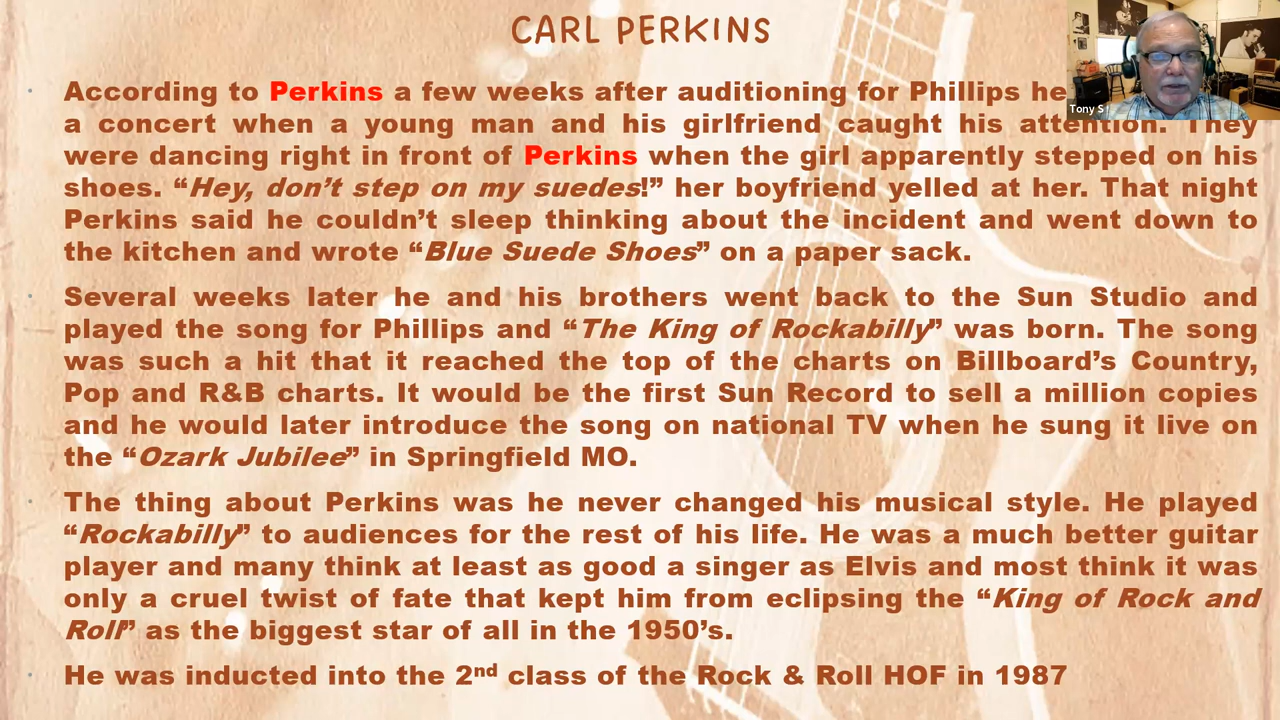 CARL PERKINS
According to Perkins a few weeks after auditioning for Phillips he
Tony S
a concert when a young man and his girlfriend caught his attention. They
were dancing right in front of Perkins when the girl apparently stepped on his
shoes. “Hey, don’t step on my suedes!” her boyfriend yelled at her. That night
Perkins said he couldn’t sleep thinking about the incident and went down to
the kitchen and wrote “Blue Suede Shoes” on a paper sack.
Several weeks later he and his brothers went back to the Sun Studio and
played the song for Phillips and “The King of Rockabilly” was born. The song
was such a hit that it reached the top of the charts on Billboard’s Country,
Pop and R&B charts. It would be the first Sun Record to sell a million copies
and he would later introduce the song on national TV when he sung it live on
the “Ozark Jubilee” in Springfield MO.
The thing about Perkins was he never changed his musical style. He played
“Rockabilly” to audiences for the rest of his life. He was a much better guitar
player and many think at least as good a singer as Elvis and most think it was
only a cruel twist of fate that kept him from eclipsing the “King of Rock and
Roll” as the biggest star of all in the 1950’s.
He was inducted into the 2nd class of the Rock & Roll HOF in 1987